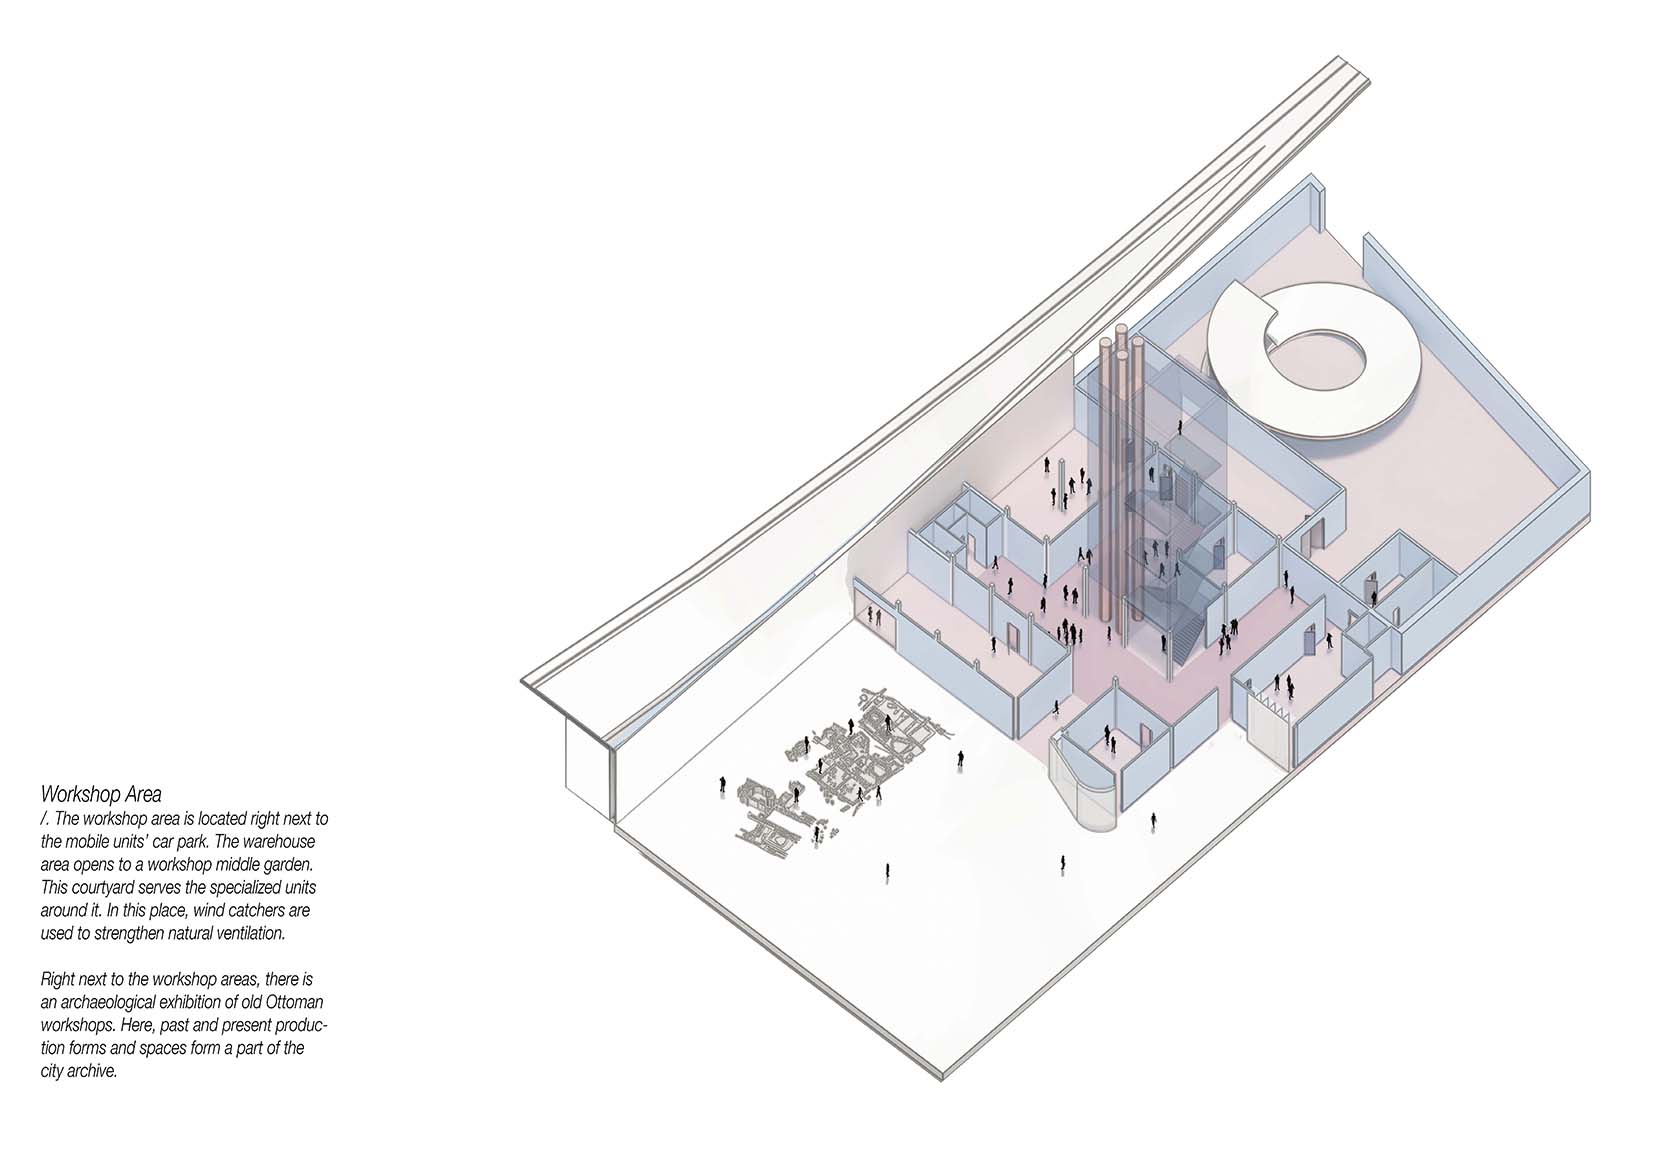 Workshop Area
/. The workshop area is located right next to
the mobile units' car park. The warehouse
area opens to a workshop middle garden.
This courtyard serves the specialized units
around it. In this place, wind catchers are
used to strengthen natural ventilation.
Right next to the workshop areas, there is
an archaeological exhibition of old Ottoman
workshops. Here, past and present produc-
tion forms and spaces form a part of the
city archive.